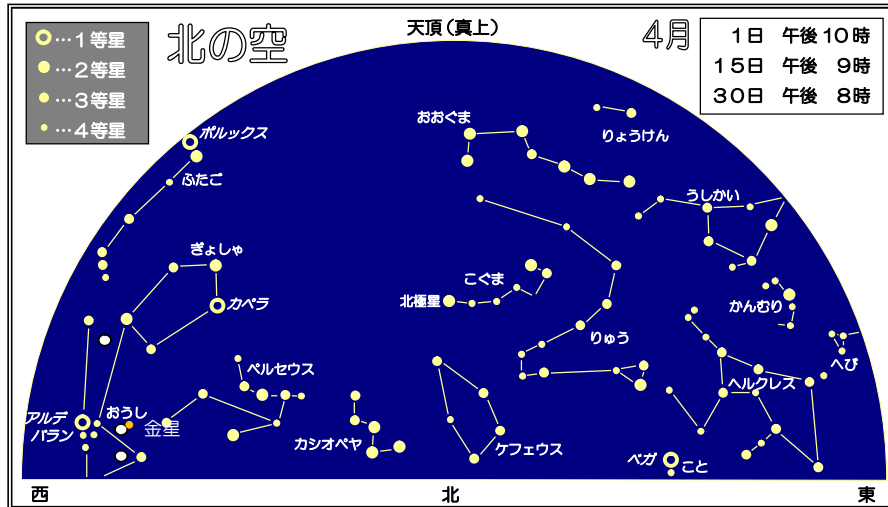 天頂(真上)
北の空
4月
◎…1等星
●…2等星
●…3等星
●…4等星
1日 午後10時
15日 午後 9時
30日 午後 8時
ポルックス
ふたご
おおぐま
りょうけん
うしかい
ぎょしゃ
カペラ
こぐま
北極星
かんむり
りゅう
へび
ペルセウス
ヘルクレス
アルデ
バラン
おうし
金星
カシオペヤ
ケフェウス
ベガ
こと
西
北
東